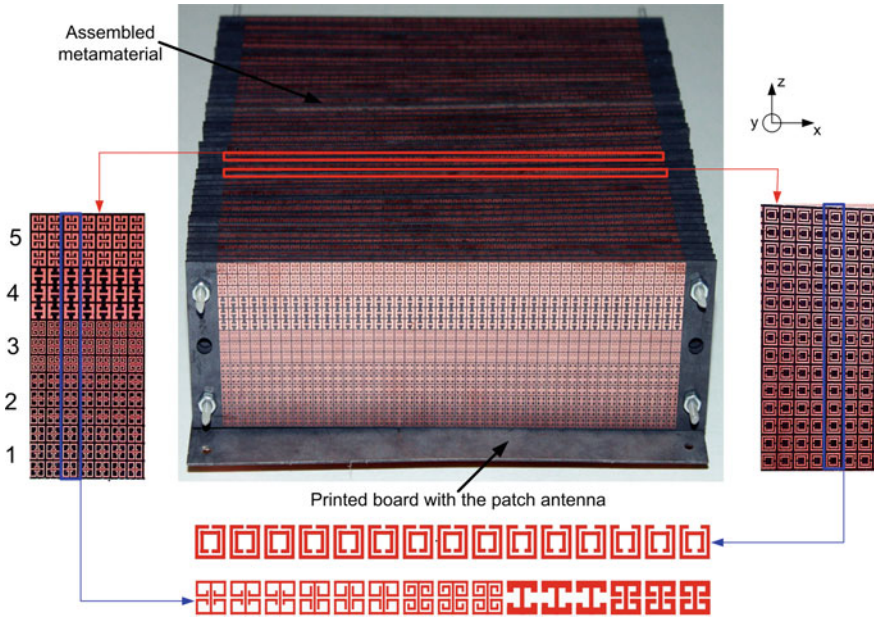 Assembled
metamaterial
z
y
x
5
4
3
2
1
Printed board with the patch antenna